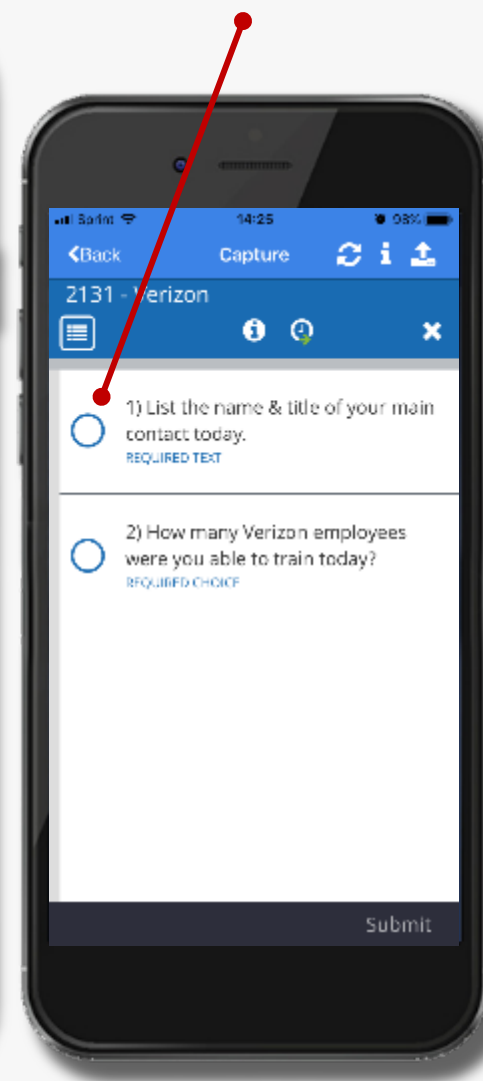 Sprint 14:25 98%
Back Capture
2131 - Verizon
1) List the name & title of your main
contact today.
REQUIRED TEXT
2) How many Verizon employees
were you able to train today?
REQUIRED CHOICE
Submit